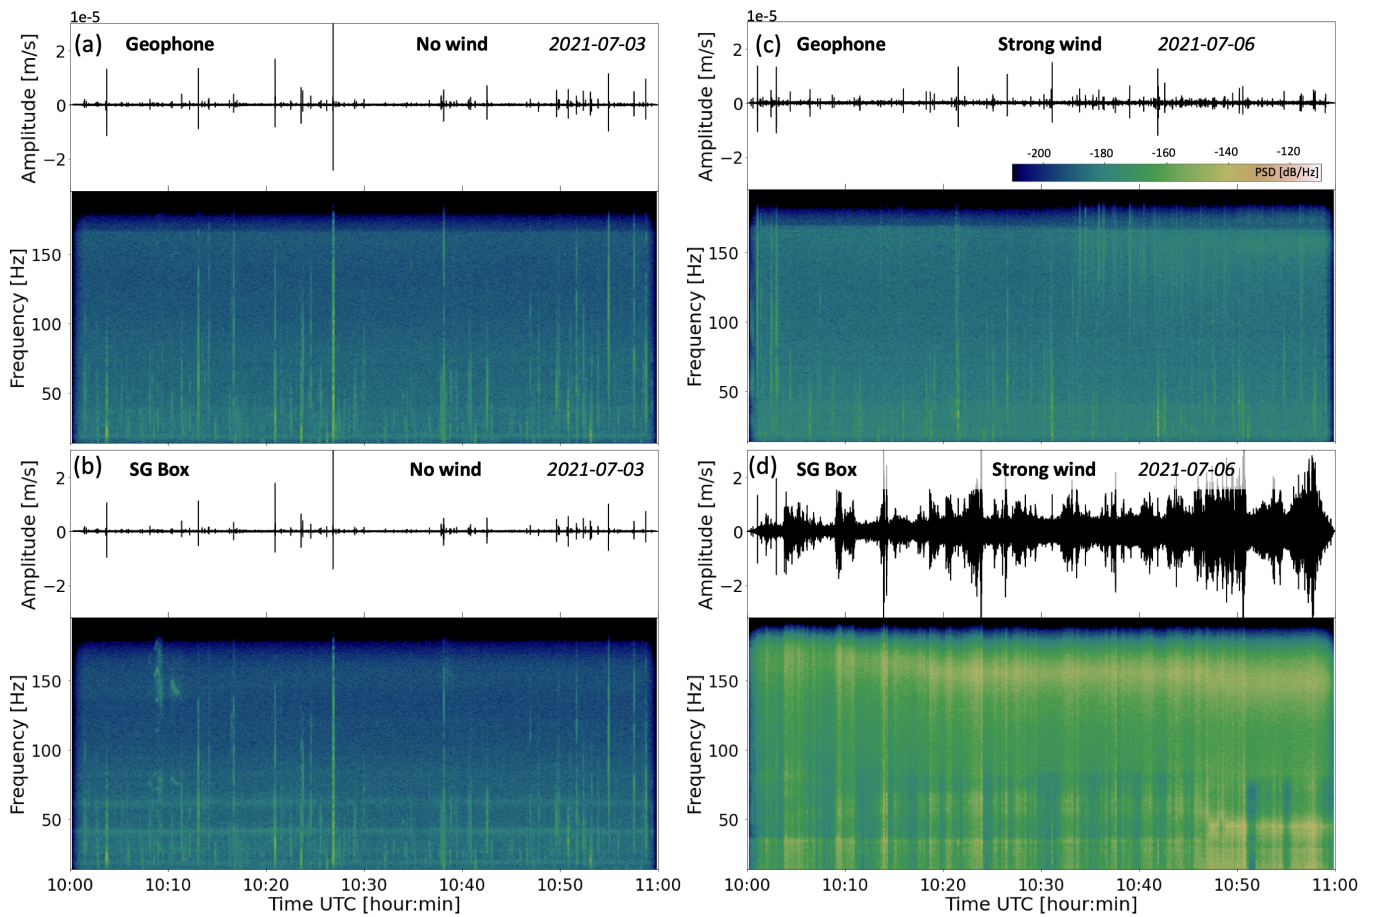 1e-5
(a) Geophone No wind 2021-07-03
Amplitude [m/s]
2
0
−2
Frequency [Hz]
150
100
50
1e-5
(c) Geophone Strong wind 2021-07-06
Amplitude [m/s]
2
0
−2
-200 -180 -160 -140 -120
PSD [dB/Hz]
Frequency [Hz]
150
100
50
(b) SG Box No wind 2021-07-03
Amplitude [m/s]
2
0
−2
Frequency [Hz]
150
100
50
10:00 10:10 10:20 10:30 10:40 10:50 11:00
Time UTC [hour:min]
(d) SG Box Strong wind 2021-07-06
Amplitude [m/s]
2
0
−2
Frequency [Hz]
150
100
50
10:00 10:10 10:20 10:30 10:40 10:50 11:00
Time UTC [hour:min]